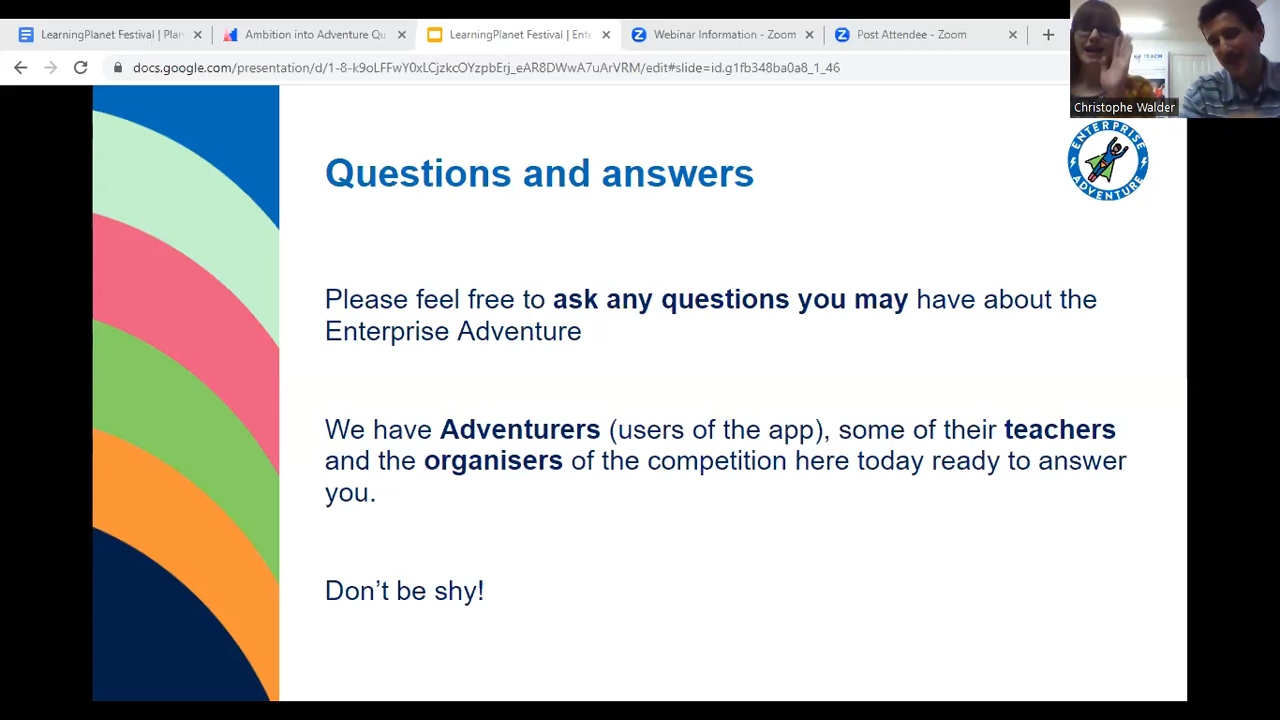 LearningPlanet Festival | Plan
Ambition into Adventure Qu
LearningPlanet Festival | Ente
Webinar Information - Zoom
Post Attendee - Zoom
docs.google.com/presentation/d/1-8-k9oLFFwY0xLCjzkKOYzpbErj_eAR8DWwA7uArVRM/edit#slide=id.g1fb348ba0a8_1_46
TEACH
Christophe Walder
ENTERPRISE
ADVENTURE
Questions and answers
Please feel free to ask any questions you may have about the
Enterprise Adventure
We have Adventurers (users of the app), some of their teachers
and the organisers of the competition here today ready to answer
you.
Don’t be shy!